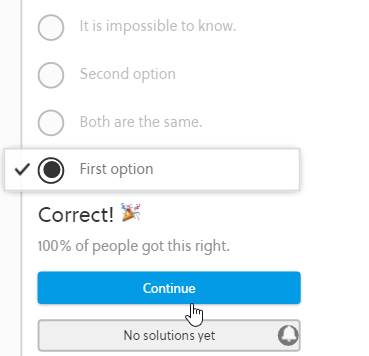 It is impossible to know.
Second option
Both are the same.
First option
Correct! 🎉
100% of people got this right.
Continue
No solutions yet